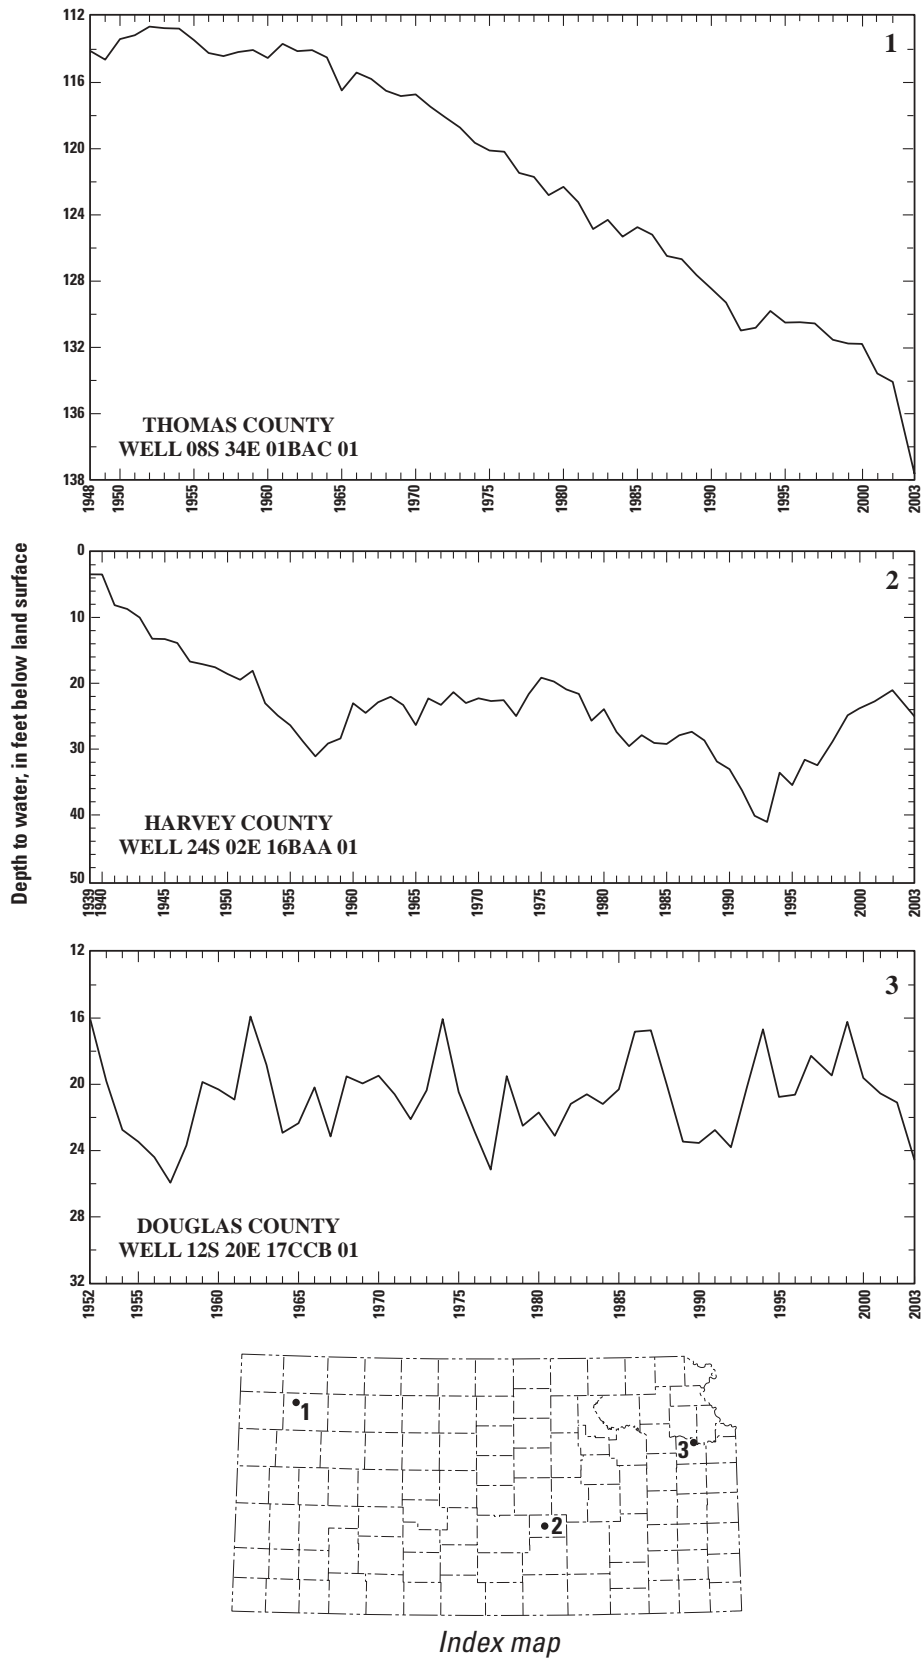 Depth to water, in feet below land surface
112
116
120
124
128
132
136
138
1
THOMAS COUNTY
WELL 08S 34E 01BAC 01
1948 1950 1955 1960 1965 1970 1975 1980 1985 1990 1995 2000 2003
0
10
20
30
40
50
2
HARVEY COUNTY
WELL 24S 02E 16BAA 01
1939 1940 1945 1950 1955 1960 1965 1970 1975 1980 1985 1990 1995 2000 2003
12
16
20
24
28
32
3
DOUGLAS COUNTY
WELL 12S 20E 17CCB 01
1952 1955 1960 1965 1970 1975 1980 1985 1990 1995 2000 2003
1
3
2
Index map